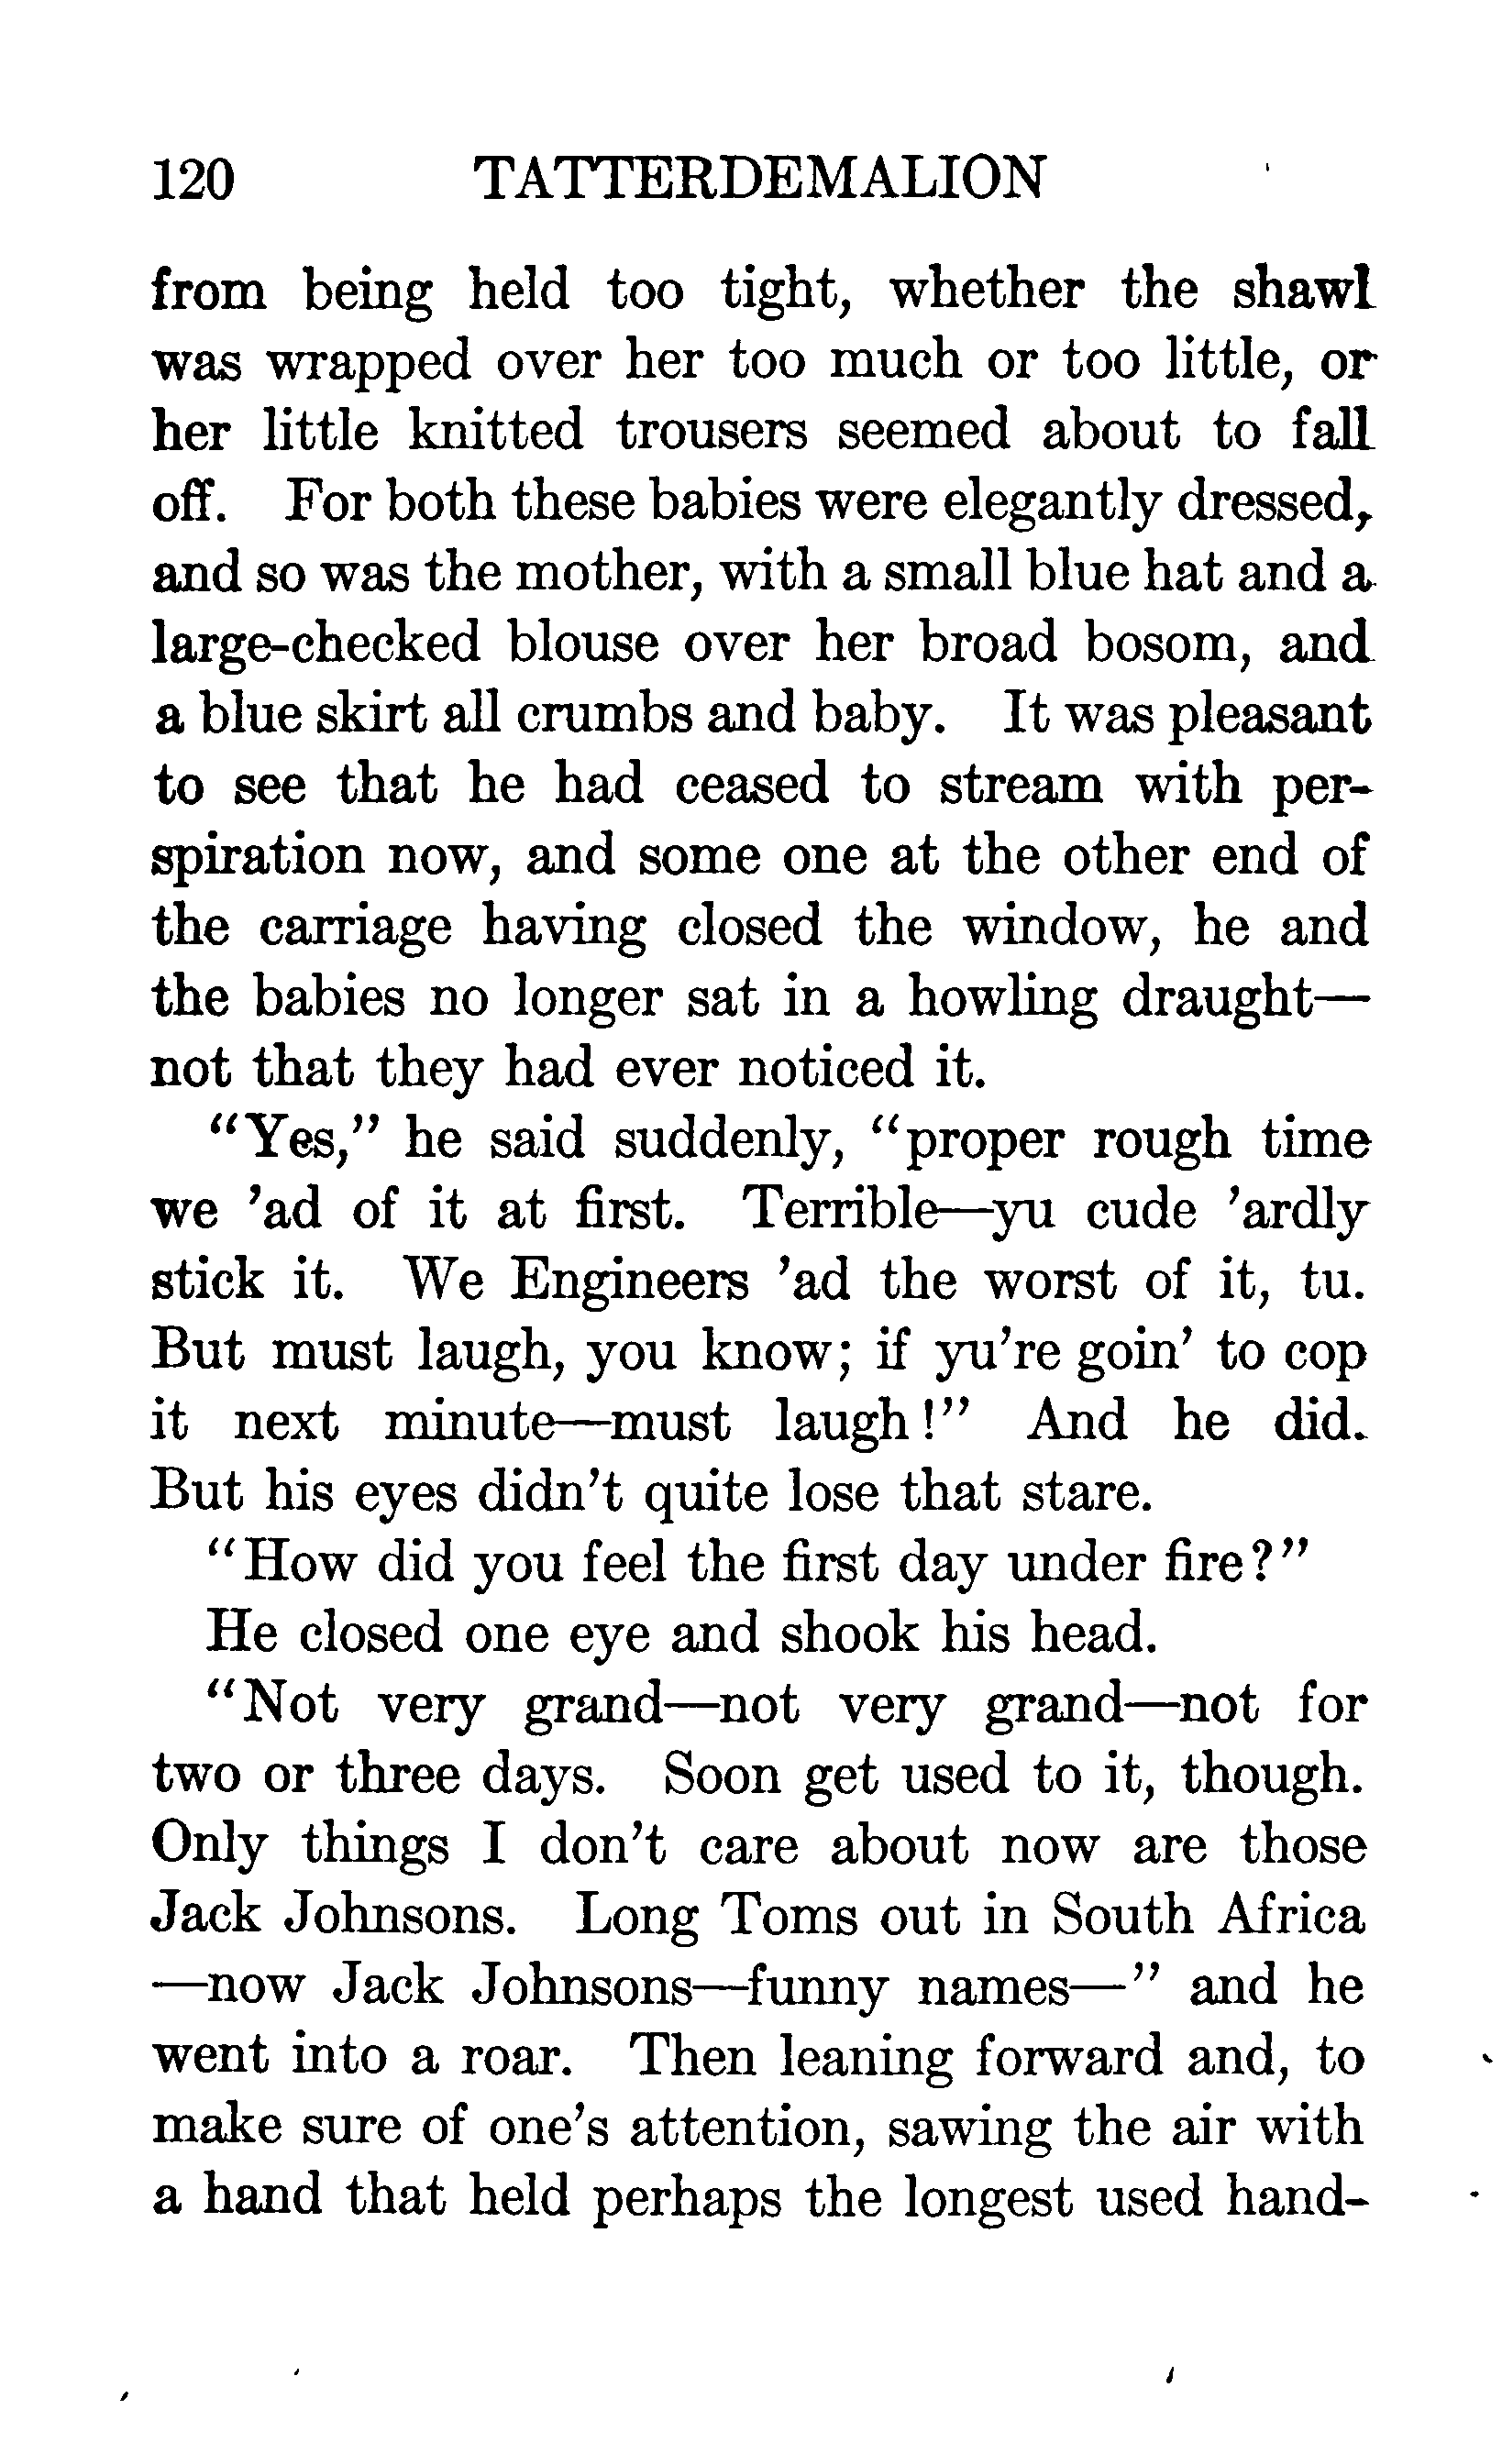 120 TATTERDEMALION
from being held too tight, whether the shawl
was wrapped over her too much or too little, or
her little knitted trousers seemed about to fall
off. For both these babies were elegantly dressed,
and so was the mother, with a small blue hat and a
large-checked blouse over her broad bosom, and
a blue skirt all crumbs and baby. It was pleasant
to see that he had ceased to stream with per-
spiration now, and some one at the other end of
the carriage having closed the window, he and
the babies no longer sat in a howling draught—
not that they had ever noticed it.
"Yes," he said suddenly, "proper rough time
we 'ad of it at first. Terrible—yu cude 'ardly
stick it. We Engineers 'ad the worst of it, tu.
But must laugh, you know; if yu're goin' to cop
it next minute—must laugh!" And he did.
But his eyes didn't quite lose that stare.
"How did you feel the first day under fire?"
He closed one eye and shook his head.
"Not very grand—not very grand—not for
two or three days. Soon get used to it, though.
Only things I don't care about now are those
Jack Johnsons. Long Toms out in South Africa
—now Jack Johnsons—funny names—" and he
went into a roar. Then leaning forward and, to
make sure of one's attention, sawing the air with
a hand that held perhaps the longest used hand-